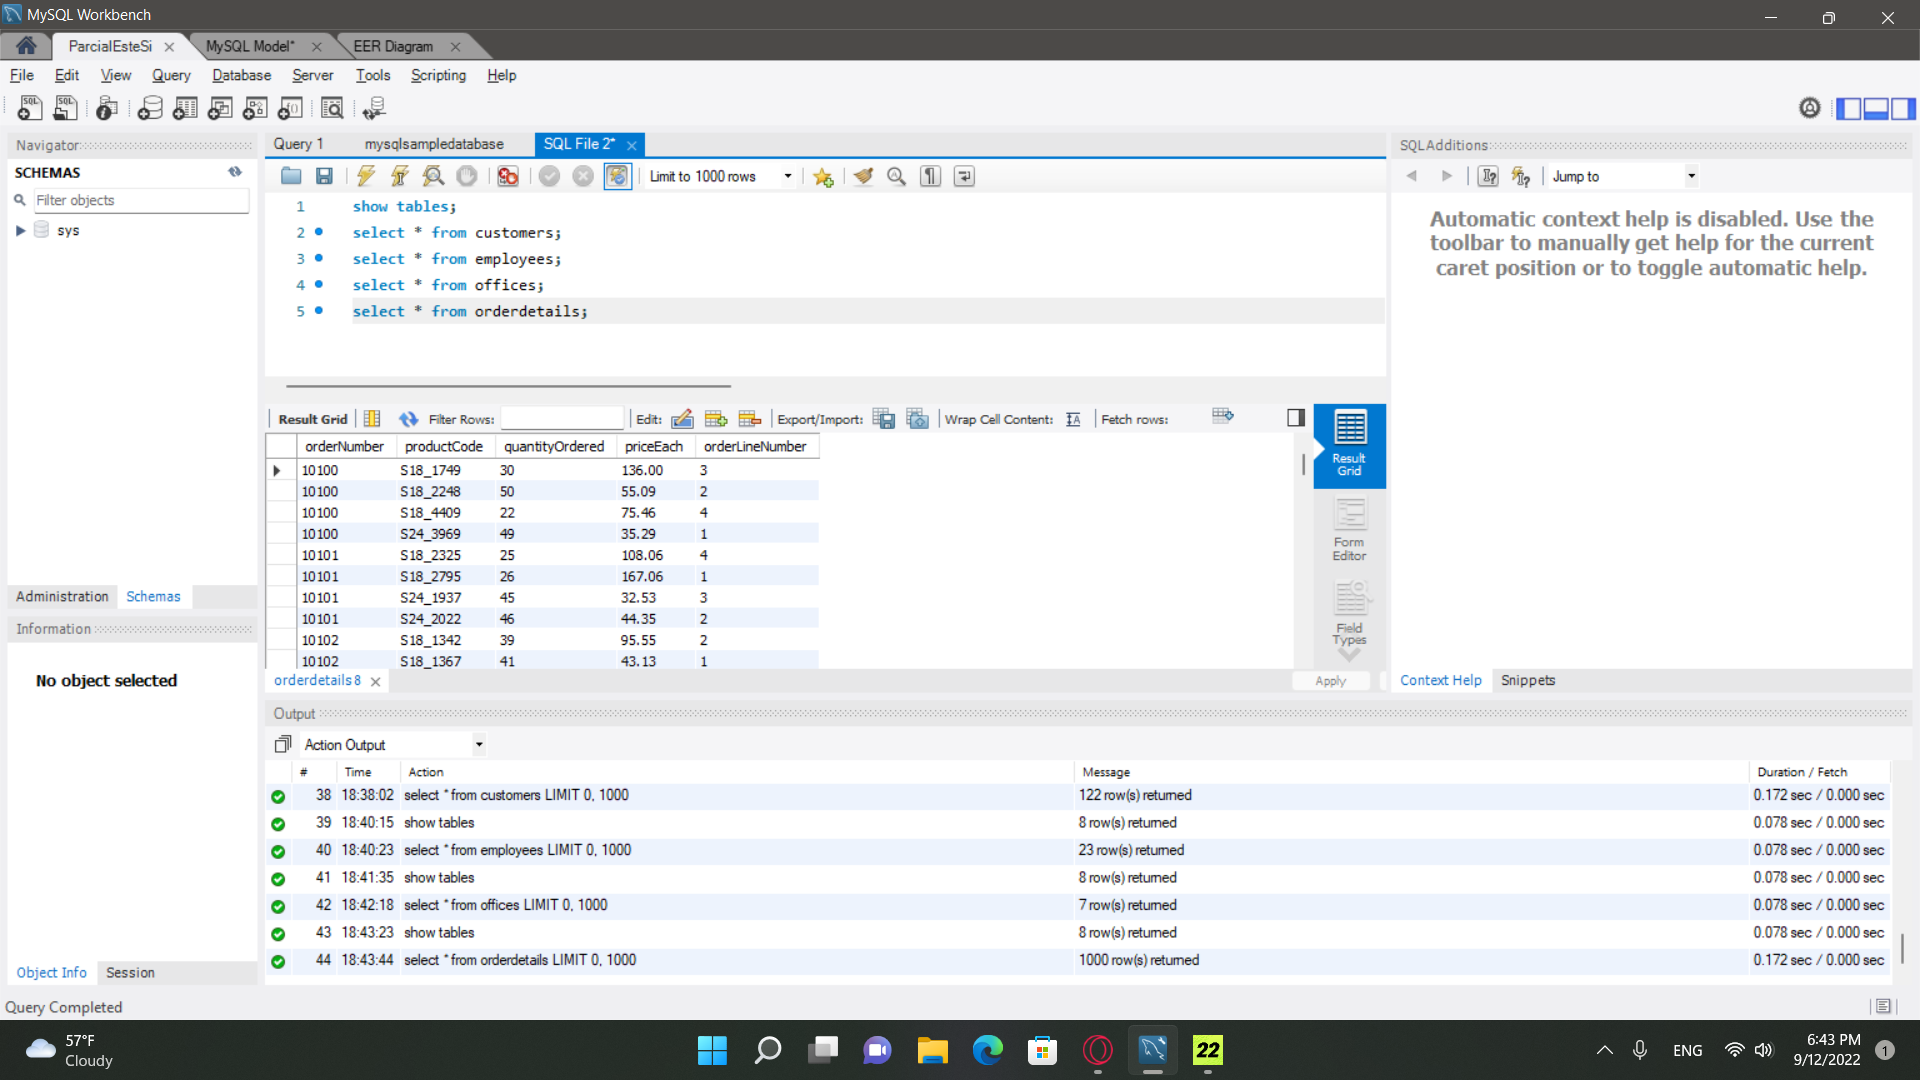 MySQL Workbench
ParcialEsteSi
MySQL Model*
EER Diagram
File Edit View Query Database Server Tools Scripting Help
Navigator
SCHEMAS
Filter objects
sys
Administration Schemas
Information
No object selected
Object Info Session
Query 1 mysqlsampledatabase SQL File 2*
Limit to 1000 rows
1 show tables;
2 select * from customers;
3 select * from employees;
4 select * from offices;
5 select * from orderdetails;
Result Grid Filter Rows: Edit: Export/Import: Wrap Cell Content: Fetch rows:
orderNumber productCode quantityOrdered priceEach orderLineNumber
10100 S18_1749 30 136.00 3
10100 S18_2248 50 55.09 2
10100 S18_4409 22 75.46 4
10100 S24_3969 49 35.29 1
10101 S18_2325 25 108.06 4
10101 S18_2795 26 167.06 1
10101 S24_1937 45 32.53 3
10101 S24_2022 46 44.35 2
10102 S18_1342 39 95.55 2
10102 S18_1367 41 43.13 1
Result
Grid
Form
Editor
Field
Types
orderdetails 8
Apply
SQLAdditions
Jump to
Automatic context help is disabled. Use the
toolbar to manually get help for the current
caret position or to toggle automatic help.
Context Help Snippets
Output
Action Output
# Time Action Message Duration / Fetch
38 18:38:02 select * from customers LIMIT 0, 1000 122 row(s) returned 0.172 sec / 0.000 sec
39 18:40:15 show tables 8 row(s) returned 0.078 sec / 0.000 sec
40 18:40:23 select * from employees LIMIT 0, 1000 23 row(s) returned 0.078 sec / 0.000 sec
41 18:41:35 show tables 8 row(s) returned 0.078 sec / 0.000 sec
42 18:42:18 select * from offices LIMIT 0, 1000 7 row(s) returned 0.078 sec / 0.000 sec
43 18:43:23 show tables 8 row(s) returned 0.078 sec / 0.000 sec
44 18:43:44 select * from orderdetails LIMIT 0, 1000 1000 row(s) returned 0.172 sec / 0.000 sec
Query Completed
57°F
Cloudy
22
ENG
6:43 PM
9/12/2022
1